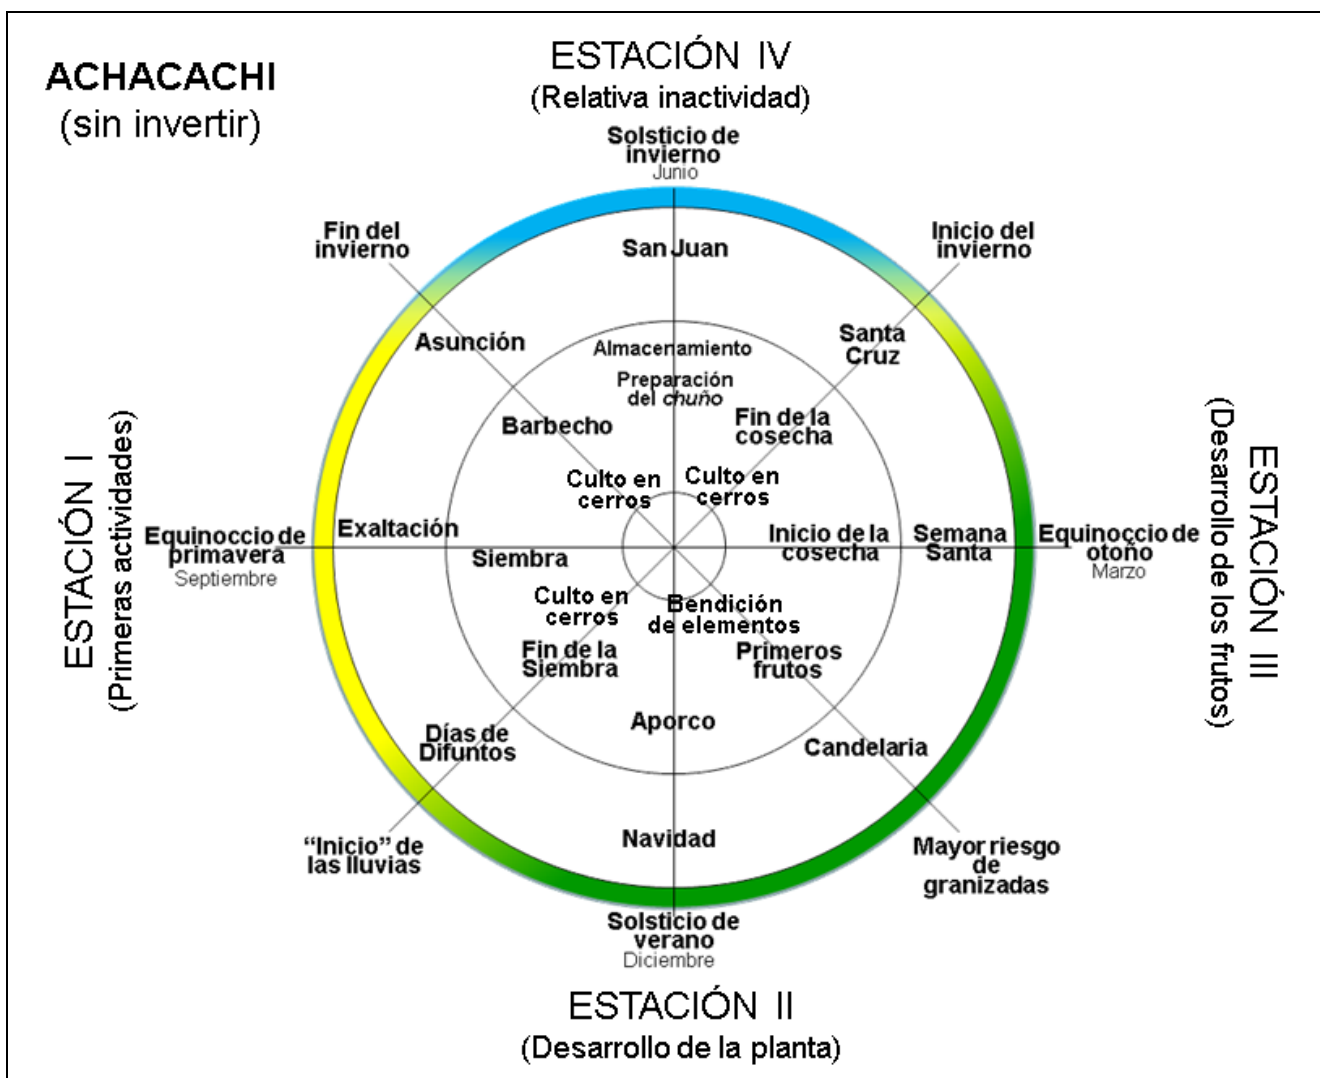 ACHACACHI
(sin invertir)
ESTACIÓN IV
(Relativa inactividad)
Solsticio de
invierno
Junio
Fin del
invierno
Inicio del
invierno
San Juan
Asunción
Santa
Cruz
Almacenamiento
Preparación
del chuño
Barbecho
Fin de la
cosecha
Culto en
cerros
Culto en
cerros
ESTACIÓN I
(Primeras actividades)
Equinoccio de
primavera
Septiembre
Exaltación
Siembra
Inicio de la
cosecha
Semana
Santa
Equinoccio de
otoño
Marzo
ESTACIÓN III
(Desarrollo de los frutos)
Culto en
cerros
Bendición
de elementos
Fin de la
Siembra
Primeros
frutos
Aporco
Días de
Difuntos
Candelaria
Navidad
“Inicio” de
las lluvias
Mayor riesgo
de
granizadas
Solsticio de
verano
Diciembre
ESTACIÓN II
(Desarrollo de la planta)